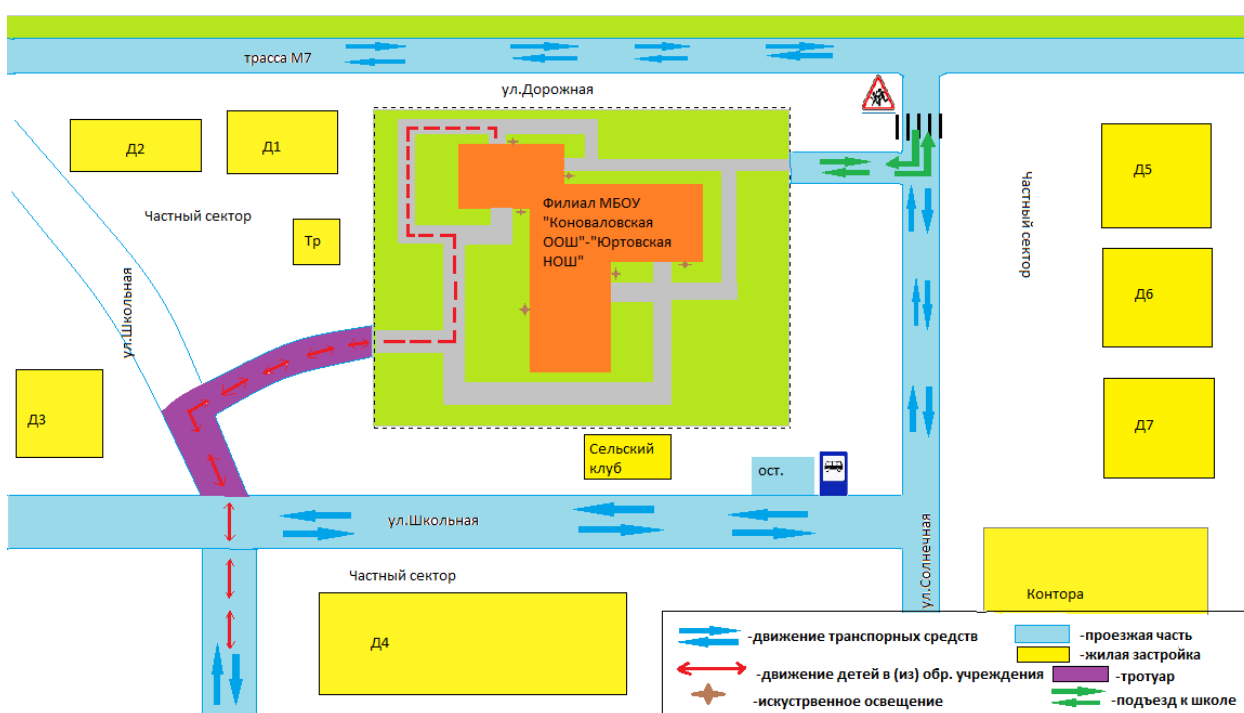 трасса М7
ул.Дорожная
Д2
Д1
Д5
Частный сектор
Тр
Филиал МБОУ
"Коноваловская
ООШ"-"Юртовская
НОШ"
Частный сектор
ул.Школьная
Д6
Д3
Д7
Сельский
клуб
ост.
ул.Школьная
ул.Солнечная
Частный сектор
Контора
Д4
-движение транспорных средств
-проезжая часть
-жилая застройка
-движение детей в (из) обр. учреждения
-тротуар
-искуственное освещение
-подъезд к школе